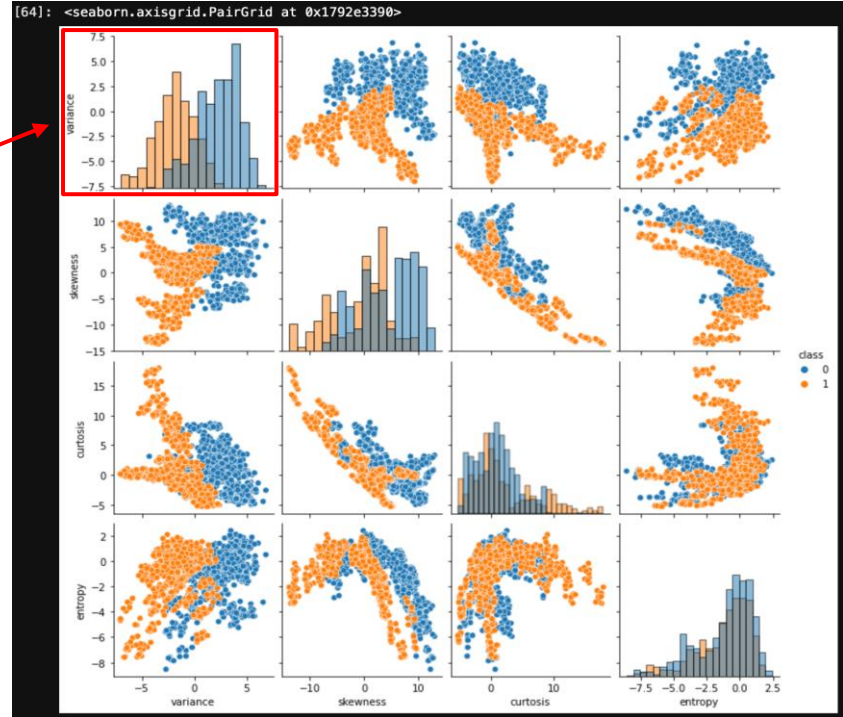 [64]: <seaborn.axisgrid.PairGrid at 0x1792e3390>
7.5
5.0
2.5
0.0
−2.5
−5.0
−7.5
variance
10
5
0
−5
−10
−15
skewness
class
0
1
15
10
5
0
−5
curtosis
2
0
−2
−4
−6
−8
entropy
−5 0 5
variance
−10 0 10
skewness
0 10
curtosis
−7.5 −5.0 −2.5 0.0 2.5
entropy